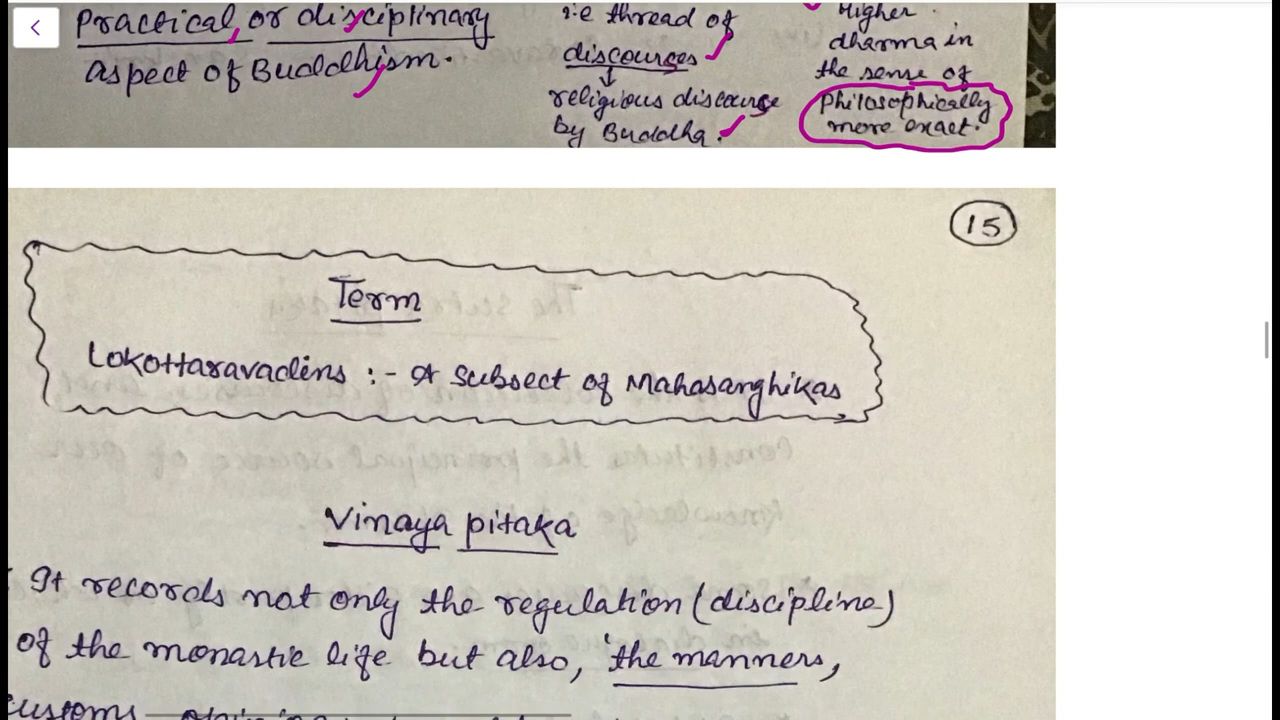 Practical, or disciplinary
aspect of Buddhism.
i.e thread of
discourses
religious discourse
by Buddha.
Higher
dharma in
the sense of
philosophically
more exact.
15
Term
Lokottaravadins :- A subsect of Mahasanghikas
Vinaya pitaka
It records not only the regulation (discipline)
of the monastic life but also, the manners,
customs